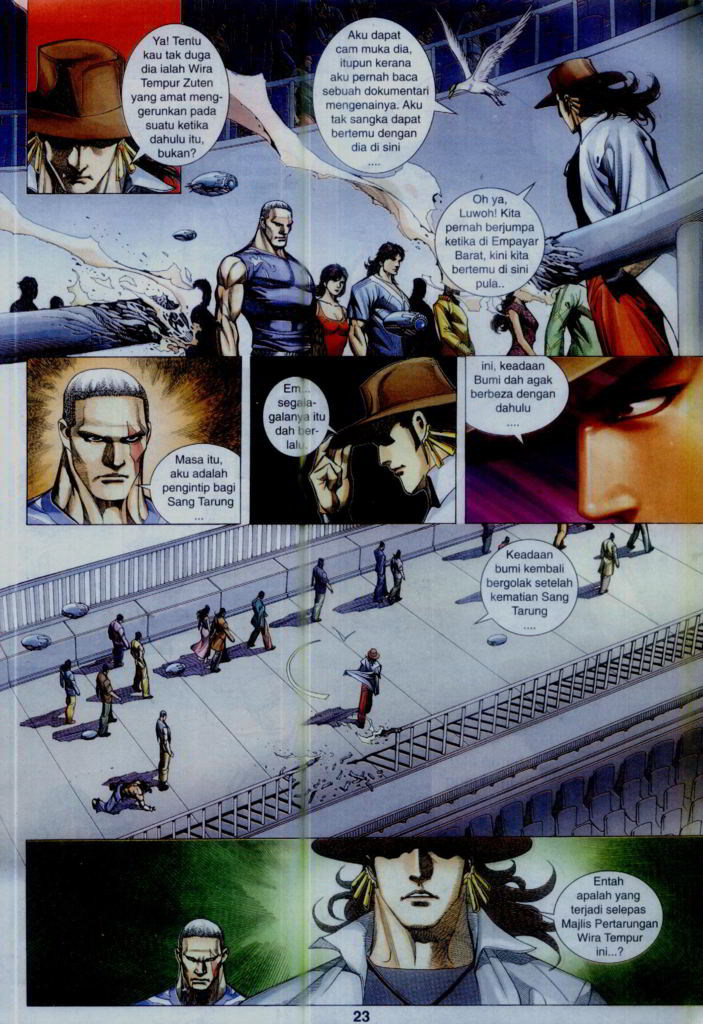 Ya! Tentu
kau tak duga
dia ialah Wira
Tempur Zuten
yang amat meng-
gerunkan pada
suatu ketika
dahulu itu,
bukan?
Aku dapat
cam muka dia,
itupun kerana
aku pernah baca
sebuah dokumentari
mengenainya. Aku
tak sangka dapat
bertemu dengan
dia di sini
....
Oh ya,
Luwoh! Kita
pernah berjumpa
ketika di Empayar
Barat, kini kita
bertemu di sini
pula..
Masa itu,
aku adalah
pengintip bagi
Sang Tarung
...
Em...
segala-
galanya itu
dah ber-
lalu.
ini, keadaan
Bumi dah agak
berbeza dengan
dahulu
....
Keadaan
bumi kembali
bergolak setelah
kematian Sang
Tarung
....
Entah
apalah yang
terjadi selepas
Majlis Pertarungan
Wira Tempur
ini...?
23